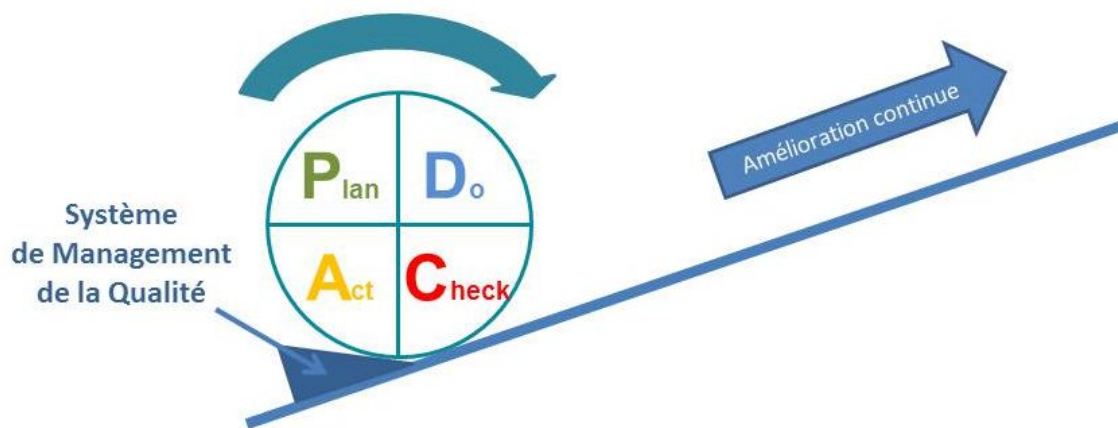 Plan
Do
Act
Check
Système
de Management
de la Qualité
Amélioration continue